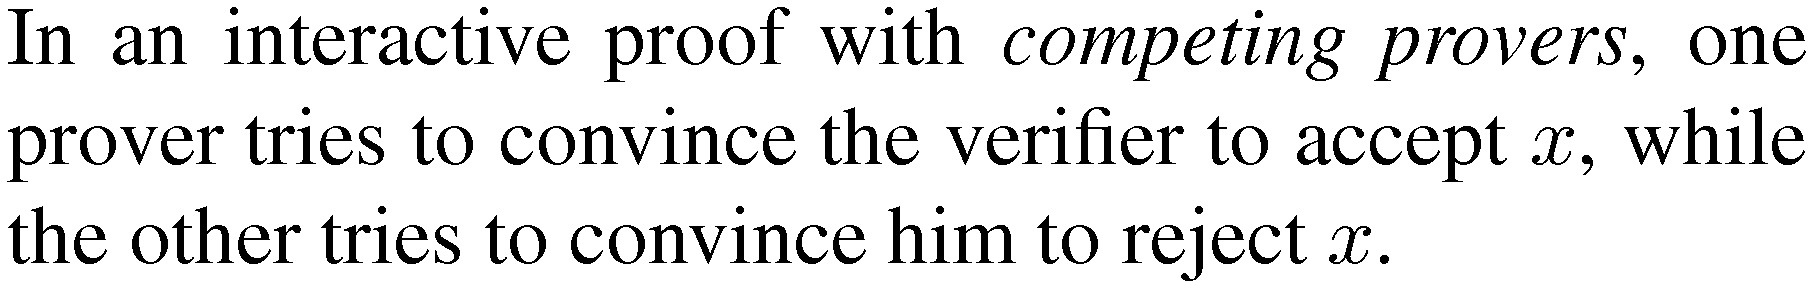 In an interactive proof with competing provers, one
prover tries to convince the verifier to accept x, while
the other tries to convince him to reject x.